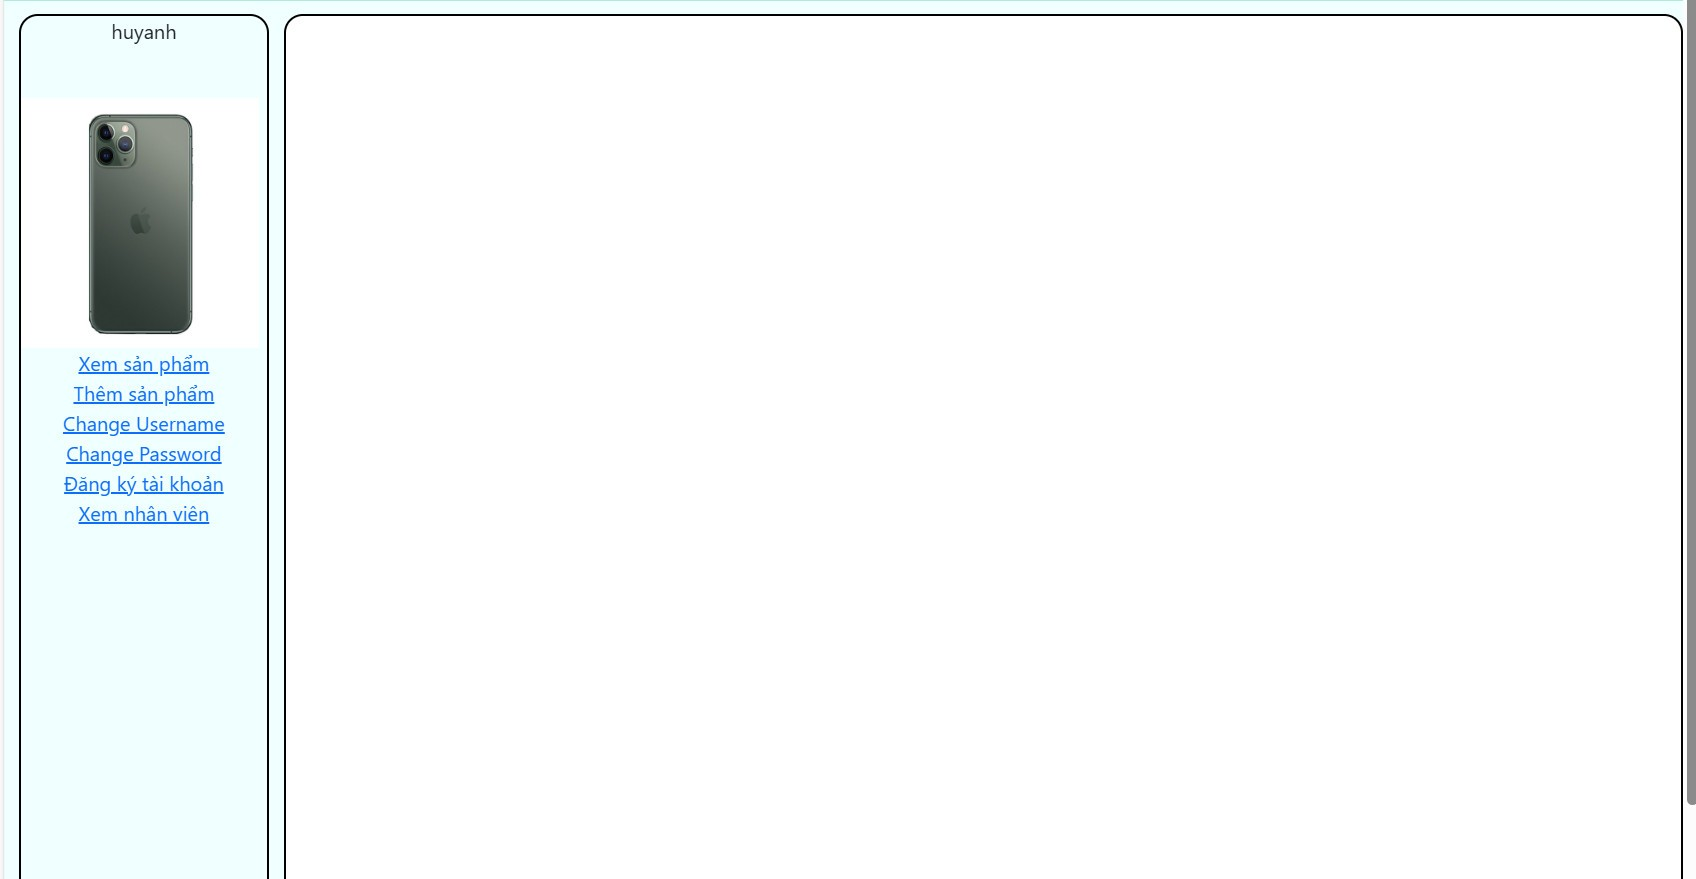 huyanh
Xem sản phẩm
Thêm sản phẩm
Change Username
Change Password
Đăng ký tài khoản
Xem nhân viên